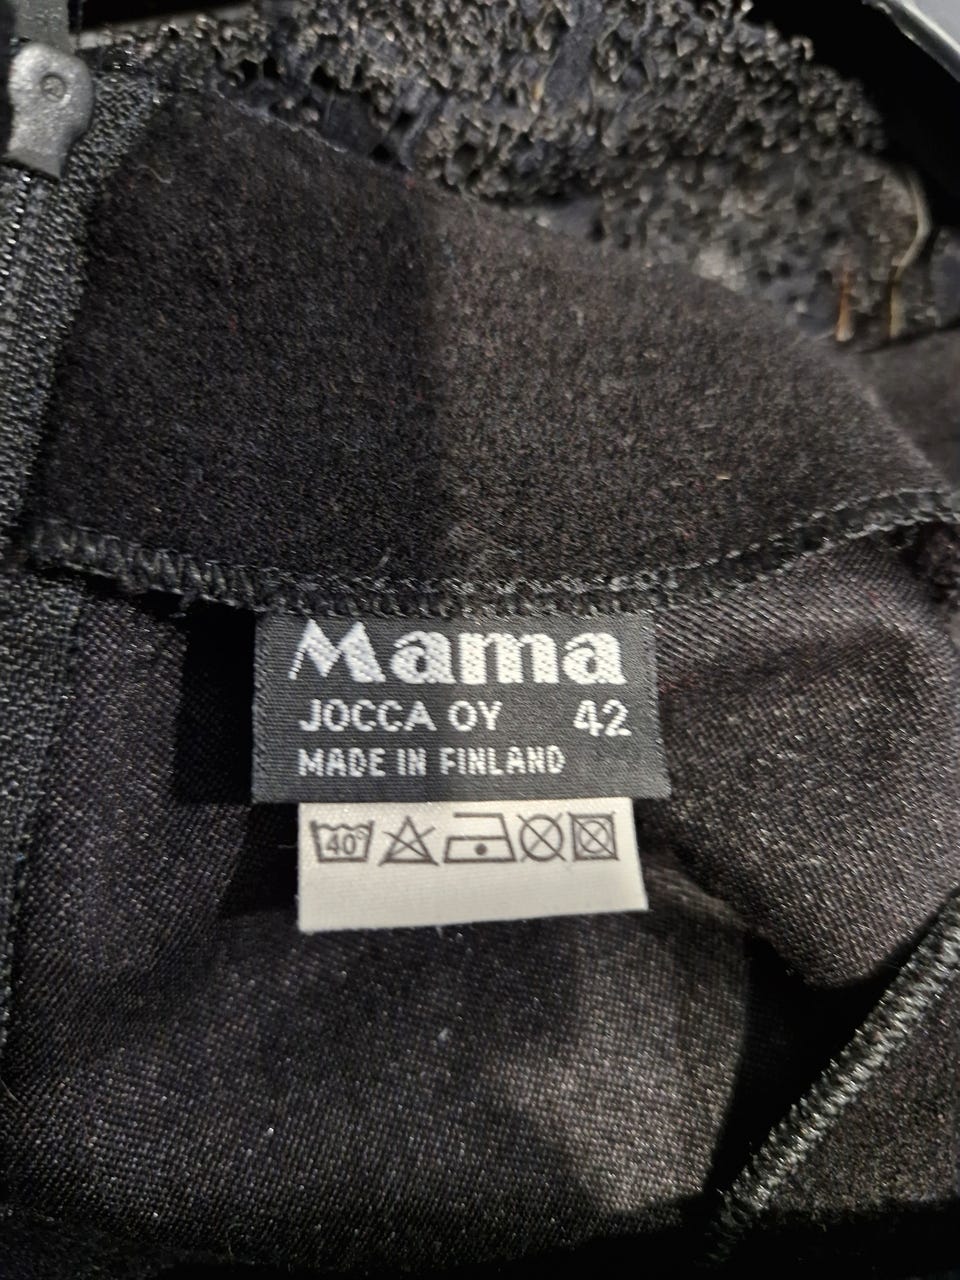 Mama
JOCCA OY 42
MADE IN FINLAND
40°